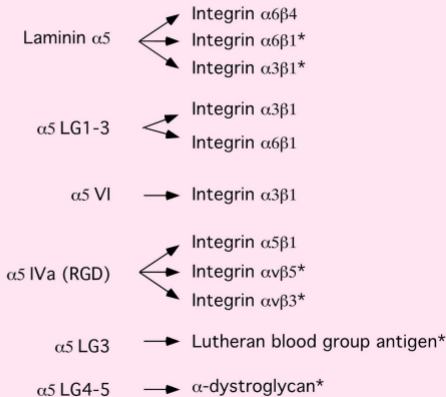 Integrin α6β4
Laminin α5
Integrin α6β1*
Integrin α3β1*
Integrin α3β1
α5 LG1-3
Integrin α6β1
α5 VI
Integrin α3β1
Integrin α5β1
α5 IVa (RGD)
Integrin αvβ5*
Integrin αvβ3*
α5 LG3
Lutheran blood group antigen*
α5 LG4-5
α-dystroglycan*